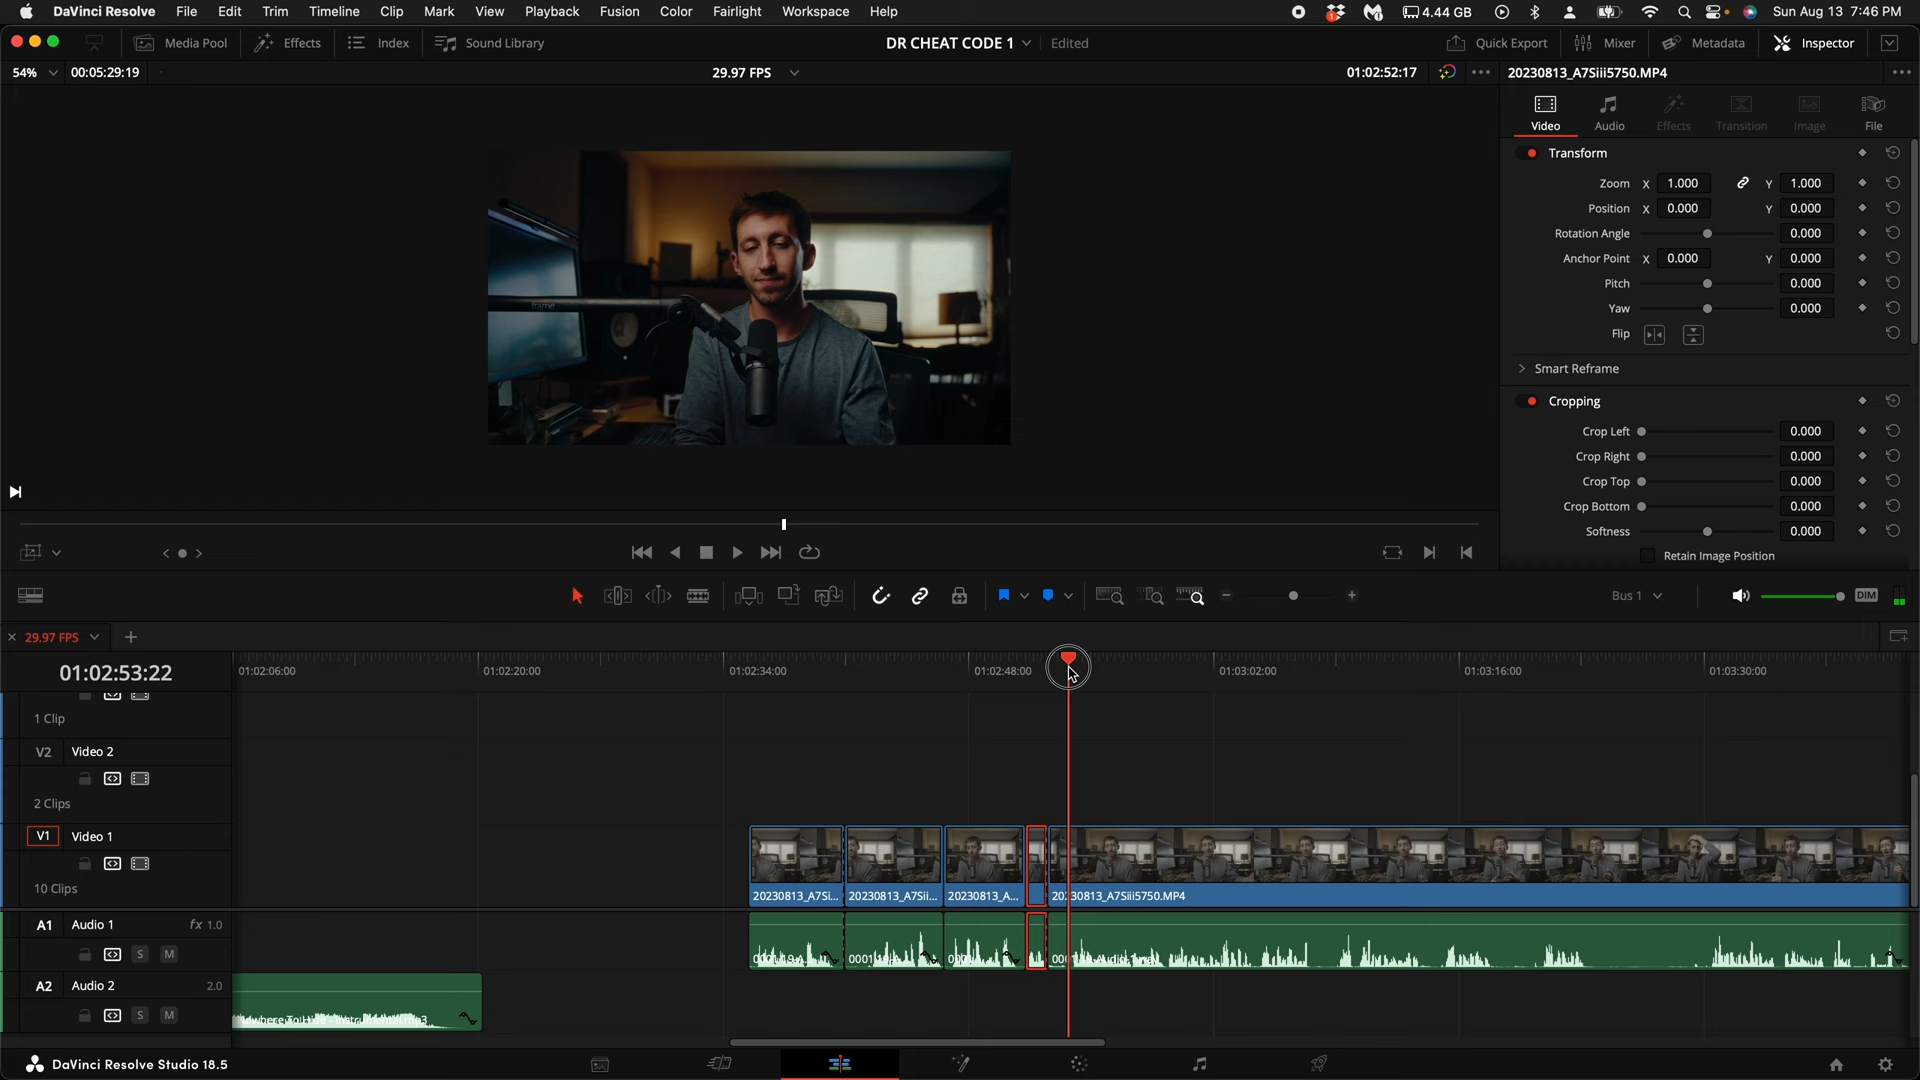 DaVinci Resolve File Edit Trim Timeline Clip Mark View Playback Fusion Color Fairlight Workspace Help 4.44 GB Sun Aug 13 7:46 PM
Media Pool Effects Index Sound Library DR CHEAT CODE 1 Edited Quick Export Mixer Metadata Inspector
54% 00:05:29:19 29.97 FPS 01:02:52:17 20230813_A7Siii5750.MP4
Video Audio Effects Transition Image File
Transform
Zoom X 1.000 Y 1.000
Position X 0.000 Y 0.000
Rotation Angle 0.000
Anchor Point X 0.000 Y 0.000
Pitch 0.000
Yaw 0.000
Flip
Smart Reframe
Cropping
Crop Left 0.000
Crop Right 0.000
Crop Top 0.000
Crop Bottom 0.000
Softness 0.000
Retain Image Position
frame
Bus 1 DIM
29.97 FPS
01:02:53:22 01:02:06:00 01:02:20:00 01:02:34:00 01:02:48:00 01:03:02:00 01:03:16:00 01:03:30:00
1 Clip
V2 Video 2
2 Clips
V1 Video 1
10 Clips
20230813_A7Si... 20230813_A7Sii... 20230813_A... 20230813_A7Siii5750.MP4
A1 Audio 1 fx 1.0
S M
A2 Audio 2 2.0
S M
DaVinci Resolve Studio 18.5